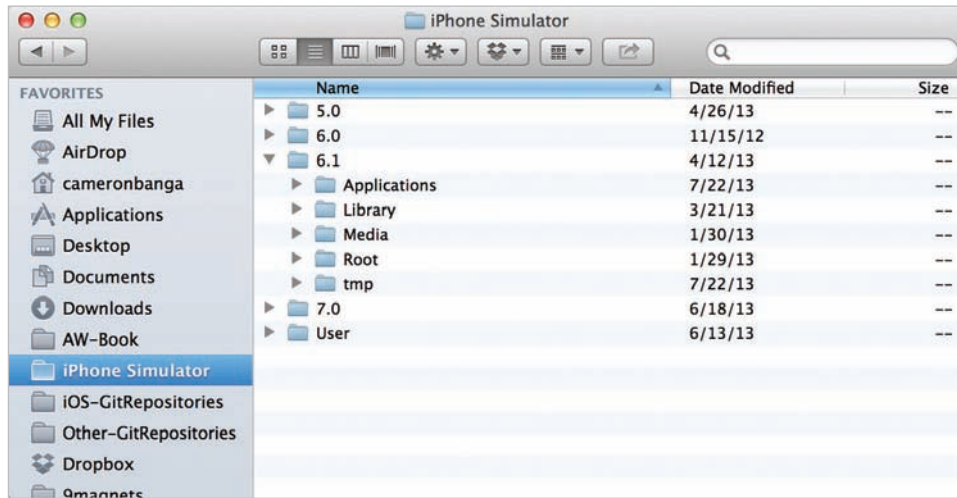 iPhone Simulator
FAVORITES
All My Files
AirDrop
cameronbanga
Applications
Desktop
Documents
Downloads
AW-Book
iPhone Simulator
iOS-GitRepositories
Other-GitRepositories
Dropbox
9magnets
Name Date Modified Size
5.0 4/26/13 --
6.0 11/15/12 --
6.1 4/12/13 --
Applications 7/22/13 --
Library 3/21/13 --
Media 1/30/13 --
Root 1/29/13 --
tmp 7/22/13 --
7.0 6/18/13 --
User 6/13/13 --